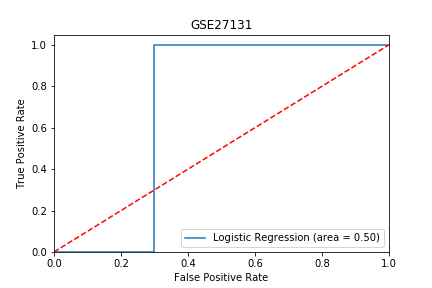 GSE27131
True Positive Rate
1.0
0.8
0.6
0.4
0.2
0.0
Logistic Regression (area = 0.50)
0.0 0.2 0.4 0.6 0.8 1.0
False Positive Rate